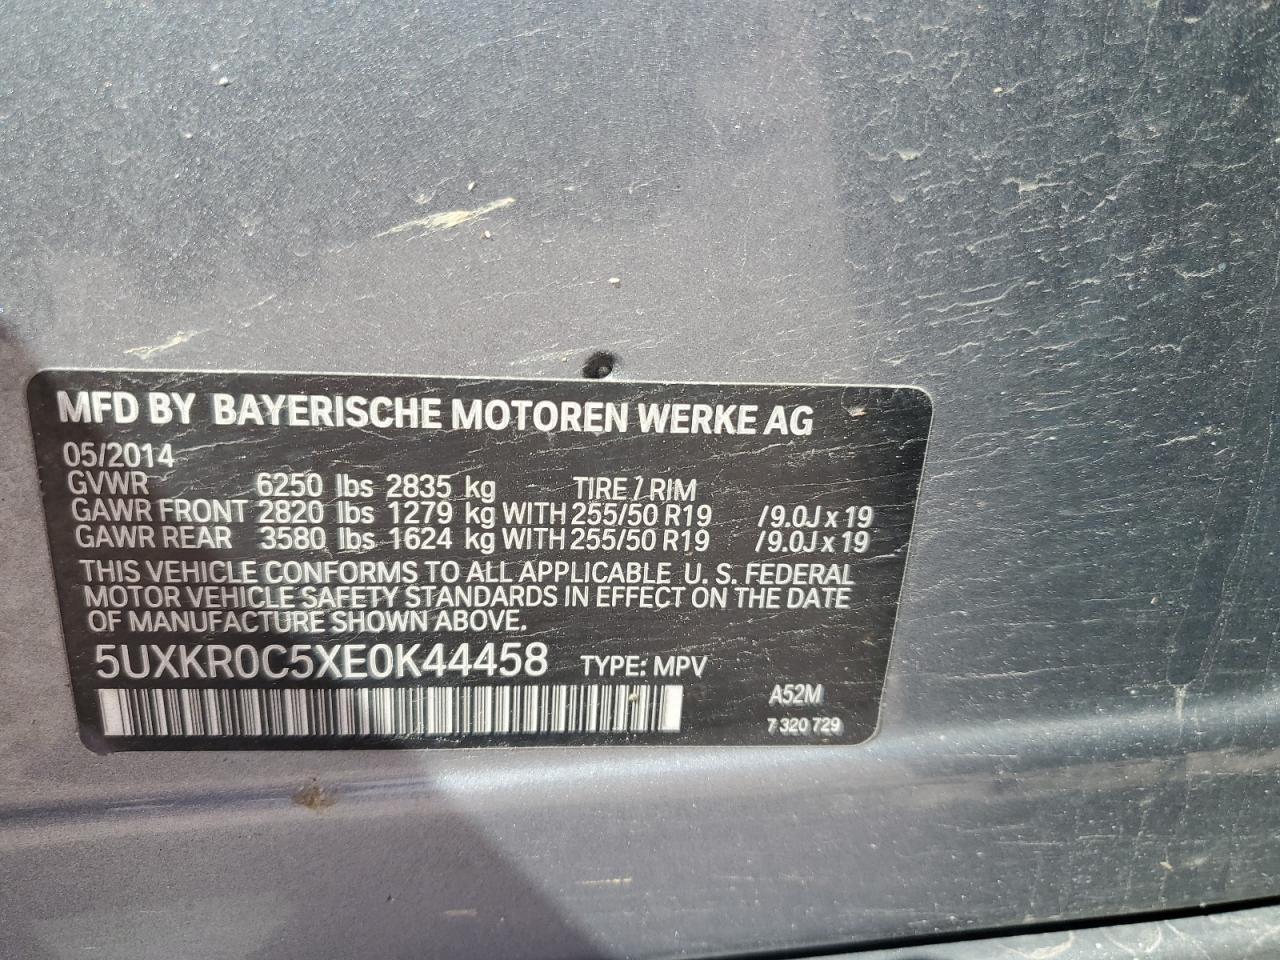 MFD BY BAYERISCHE MOTOREN WERKE AG
05/2014
GVWR 6250 lbs 2835 kg TIRE / RIM
GAWR FRONT 2820 lbs 1279 kg WITH 255/50 R19 /9.0J x 19
GAWR REAR 3580 lbs 1624 kg WITH 255/50 R19 /9.0J x 19
THIS VEHICLE CONFORMS TO ALL APPLICABLE U. S. FEDERAL
MOTOR VEHICLE SAFETY STANDARDS IN EFFECT ON THE DATE
OF MANUFACTURE SHOWN ABOVE.
5UXKR0C5XE0K44458 TYPE: MPV
A52M
7 320 729